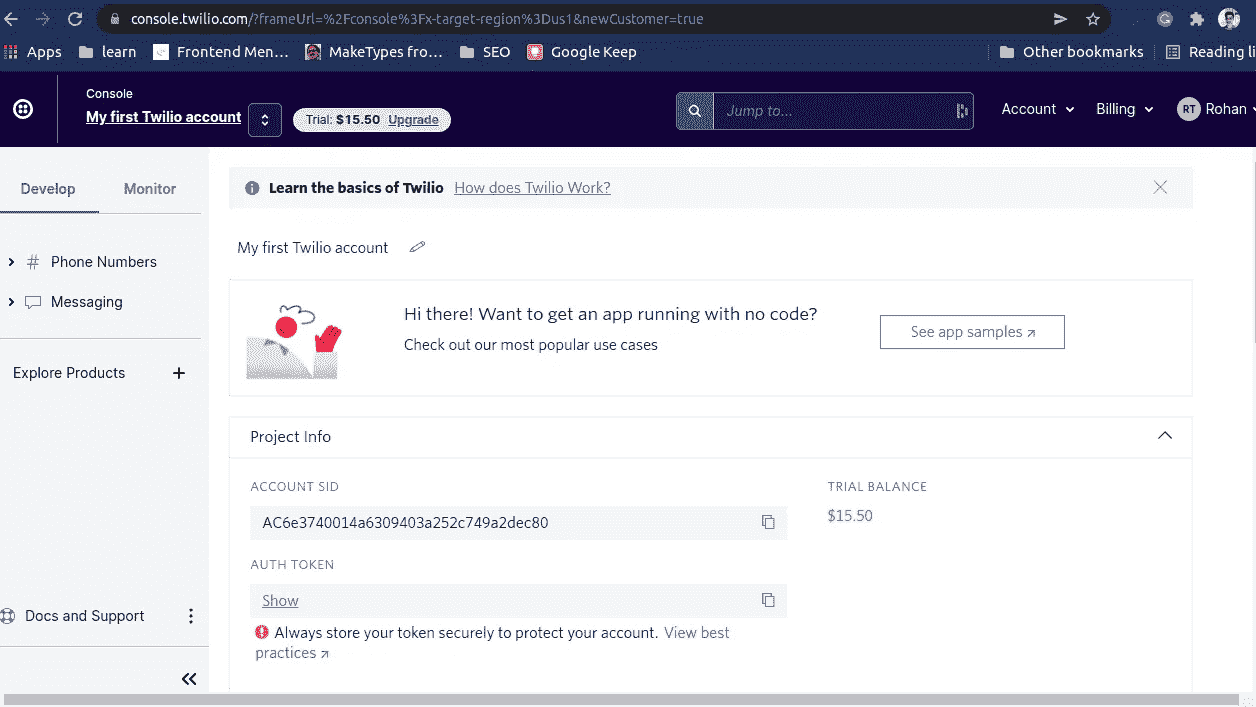 console.twilio.com/?frameUrl=%2Fconsole%3Fx-target-region%3Dus1&newCustomer=true
Apps learn Frontend Men... MakeTypes fro... SEO Google Keep Other bookmarks Reading li
Console
My first Twilio account
Trial: $15.50 Upgrade
Jump to...
Account
Billing
RT Rohan
Develop Monitor
Phone Numbers
Messaging
Explore Products
Docs and Support
Learn the basics of Twilio How does Twilio Work?
My first Twilio account
Hi there! Want to get an app running with no code?
Check out our most popular use cases
See app samples
Project Info
ACCOUNT SID
AC6e3740014a6309403a252c749a2dec80
TRIAL BALANCE
$15.50
AUTH TOKEN
Show
Always store your token securely to protect your account. View best
practices